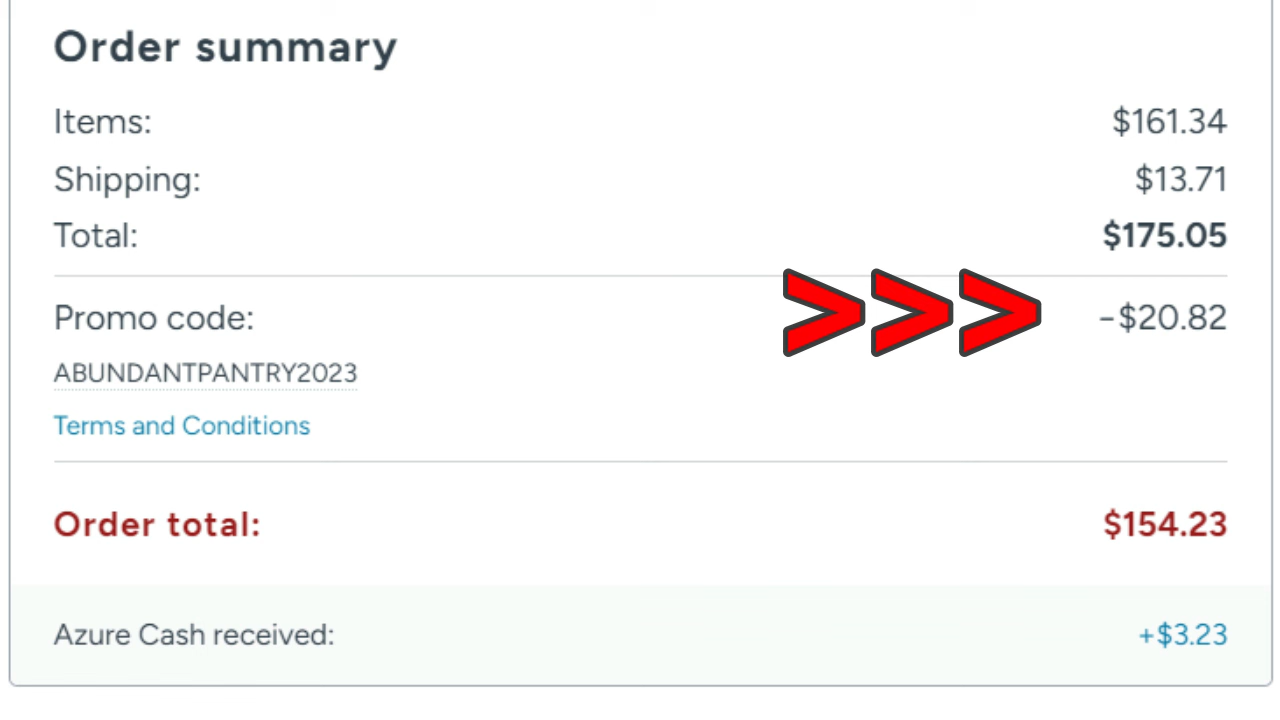 Order summary
Items: $161.34
Shipping: $13.71
Total: $175.05
Promo code: >>> -$20.82
ABUNDANTPANTRY2023
Terms and Conditions
Order total: $154.23
Azure Cash received: +$3.23